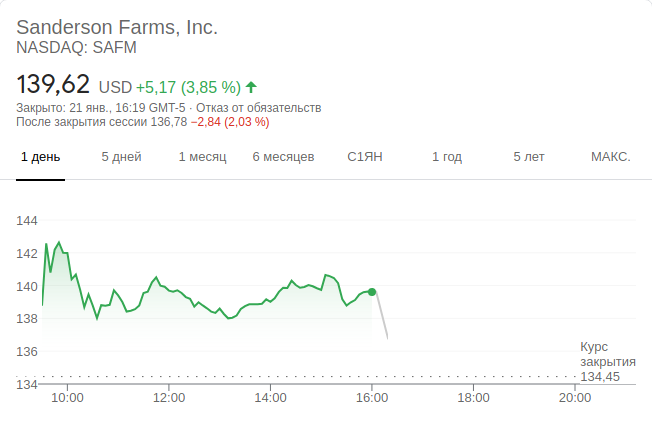 Sanderson Farms, Inc.
NASDAQ: SAFM
139,62 USD +5,17 (3,85 %) ↑
Закрыто: 21 янв., 16:19 GMT-5 · Отказ от обязательств
После закрытия сессии 136,78 −2,84 (2,03 %)
1 день 5 дней 1 месяц 6 месяцев С1ЯН 1 год 5 лет МАКС.
144
142
140
138
136
Курс
закрытия
134,45
134
10:00 12:00 14:00 16:00 18:00 20:00